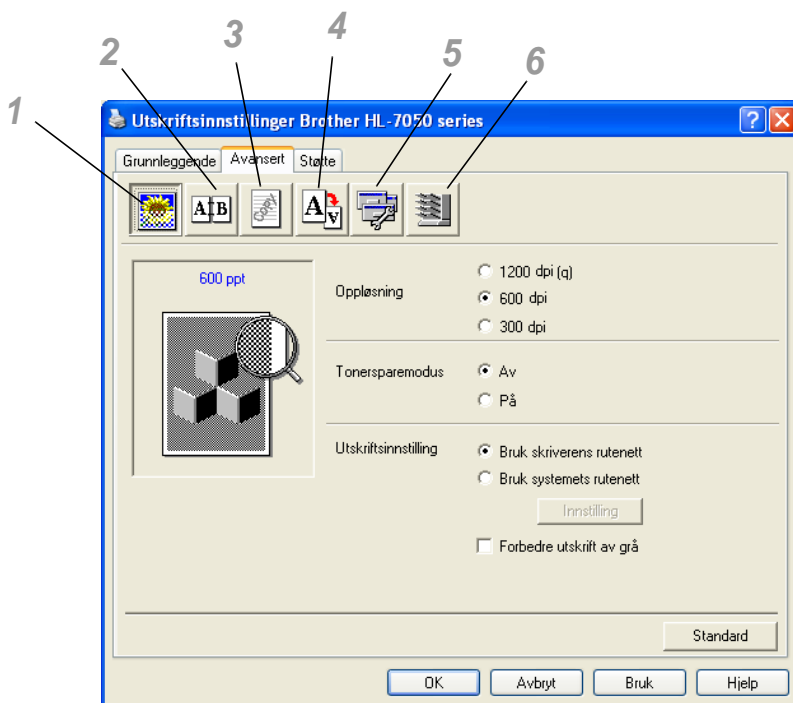 1 2 3 4 5 6
Utskriftsinnstillinger Brother HL-7050 series
Grunnleggende Avansert Støtte
A B COPY A A
600 ppt
Oppløsning
1200 dpi (q)
600 dpi
300 dpi
Tonersparemodus
Av
På
Utskriftsinnstilling
Bruk skriverens rutenett
Bruk systemets rutenett
Innstilling
Forbedre utskrift av grå
Standard
OK Avbryt Bruk Hjelp